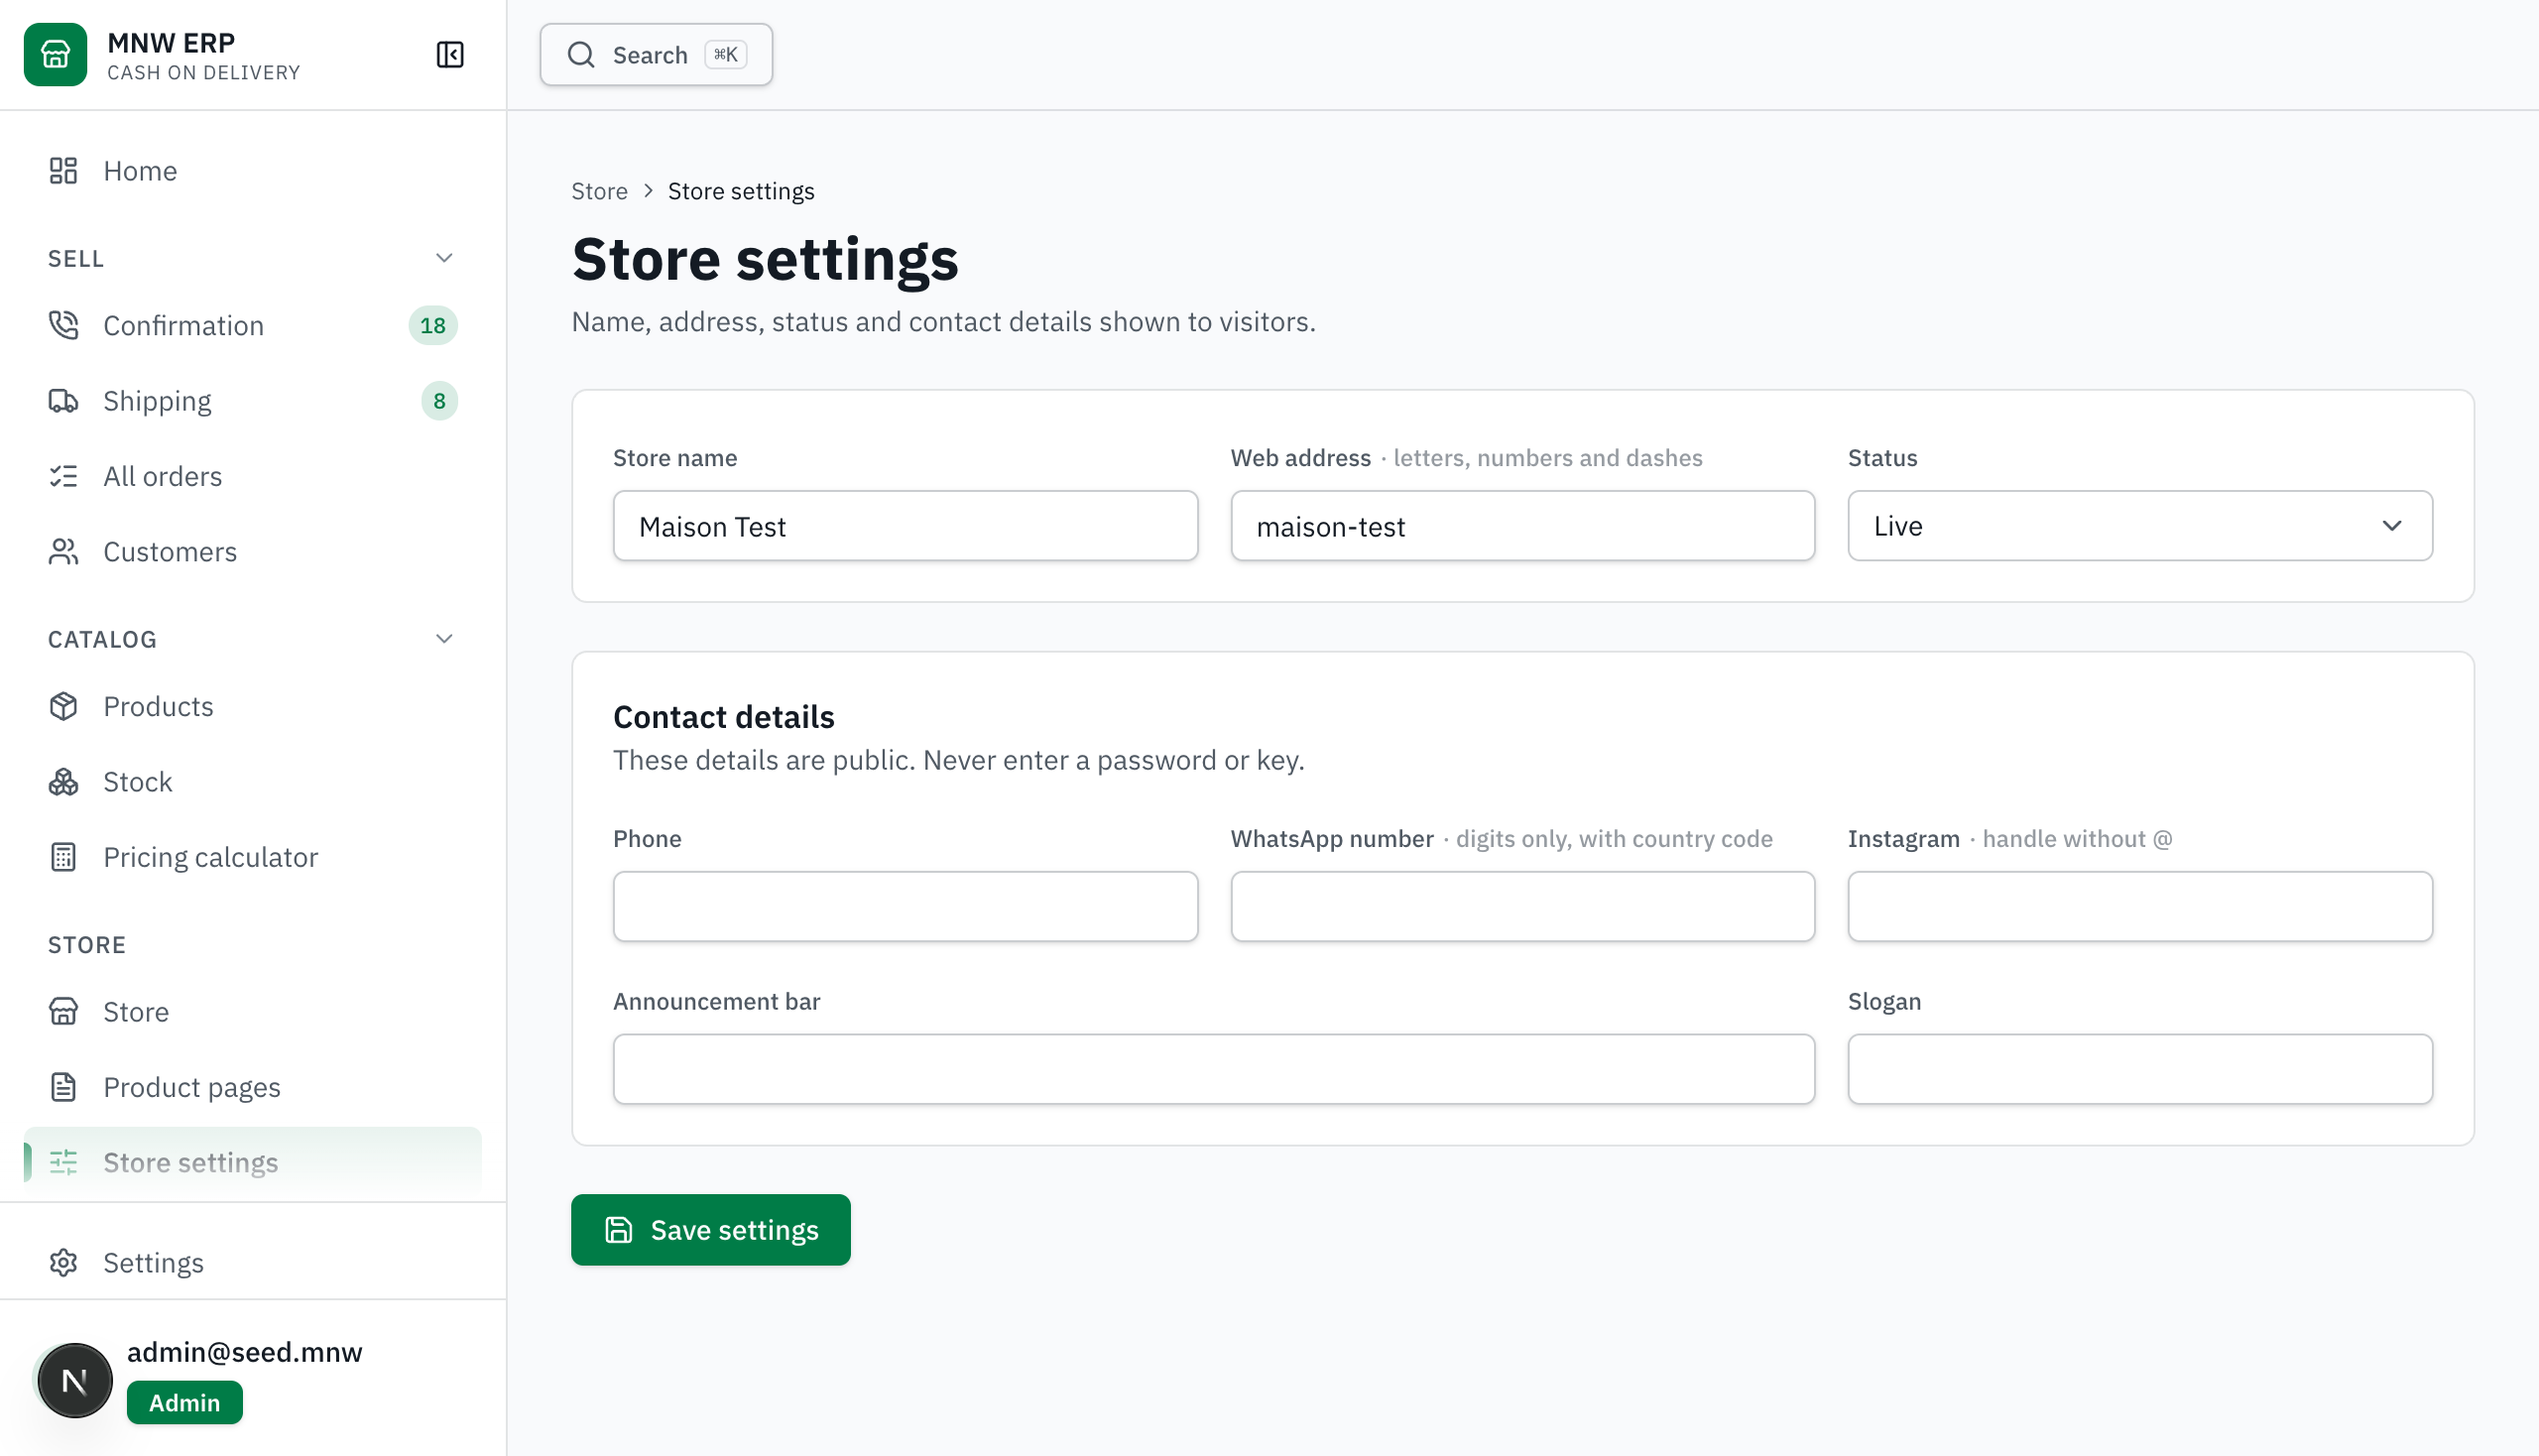 MNW ERP
CASH ON DELIVERY
Search ⌘K
Home
SELL
Confirmation 18
Shipping 8
All orders
Customers
CATALOG
Products
Stock
Pricing calculator
STORE
Store
Product pages
Store settings
Settings
N
admin@seed.mnw
Admin
Store > Store settings
Store settings
Name, address, status and contact details shown to visitors.
Store name
Maison Test
Web address · letters, numbers and dashes
maison-test
Status
Live
Contact details
These details are public. Never enter a password or key.
Phone
WhatsApp number · digits only, with country code
Instagram · handle without @
Announcement bar
Slogan
Save settings